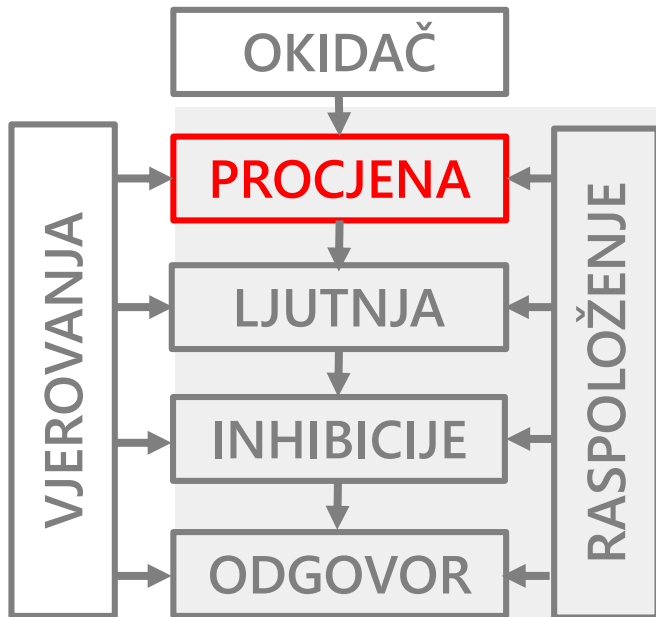 OKIDAČ
PROCJENA
LJUTNJA
INHIBICIJE
ODGOVOR
VJEROVANJA
RASPOLOŽENJE